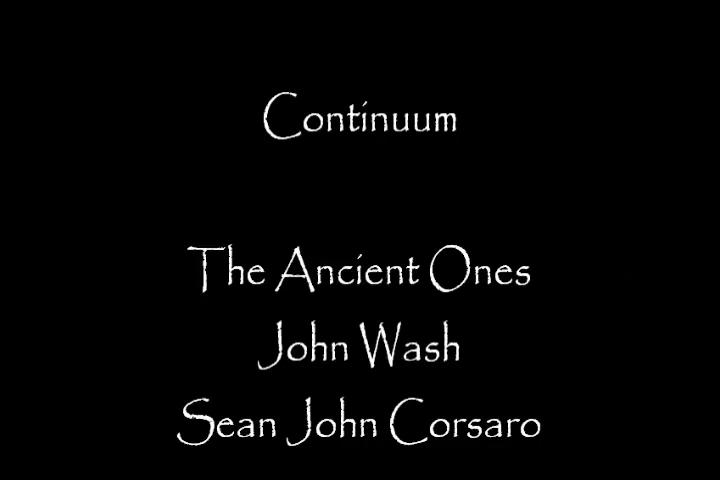 Continuum
The Ancient Ones
John Wash
Sean John Corsaro